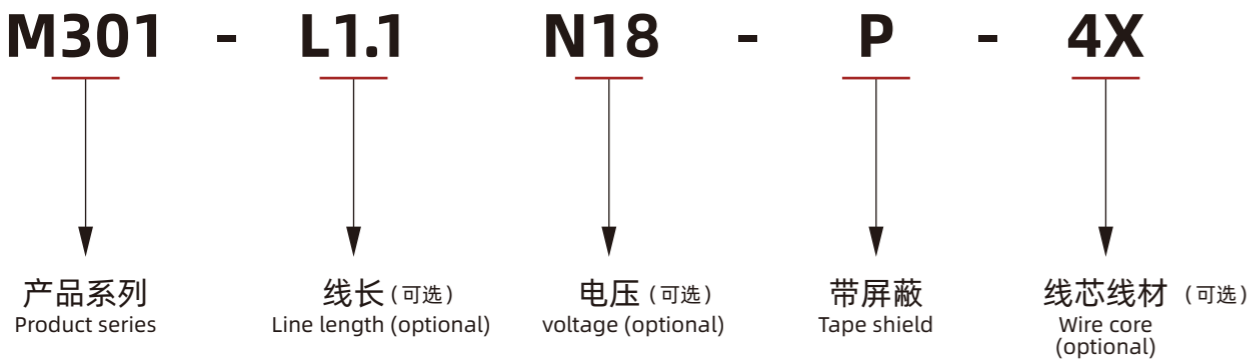 M301 - L1.1 N18 - P - 4X
产品系列 线长(可选) 电压(可选) 带屏蔽 线芯线材 (可选)
Product series Line length (optional) voltage (optional) Tape shield Wire core
(optional)